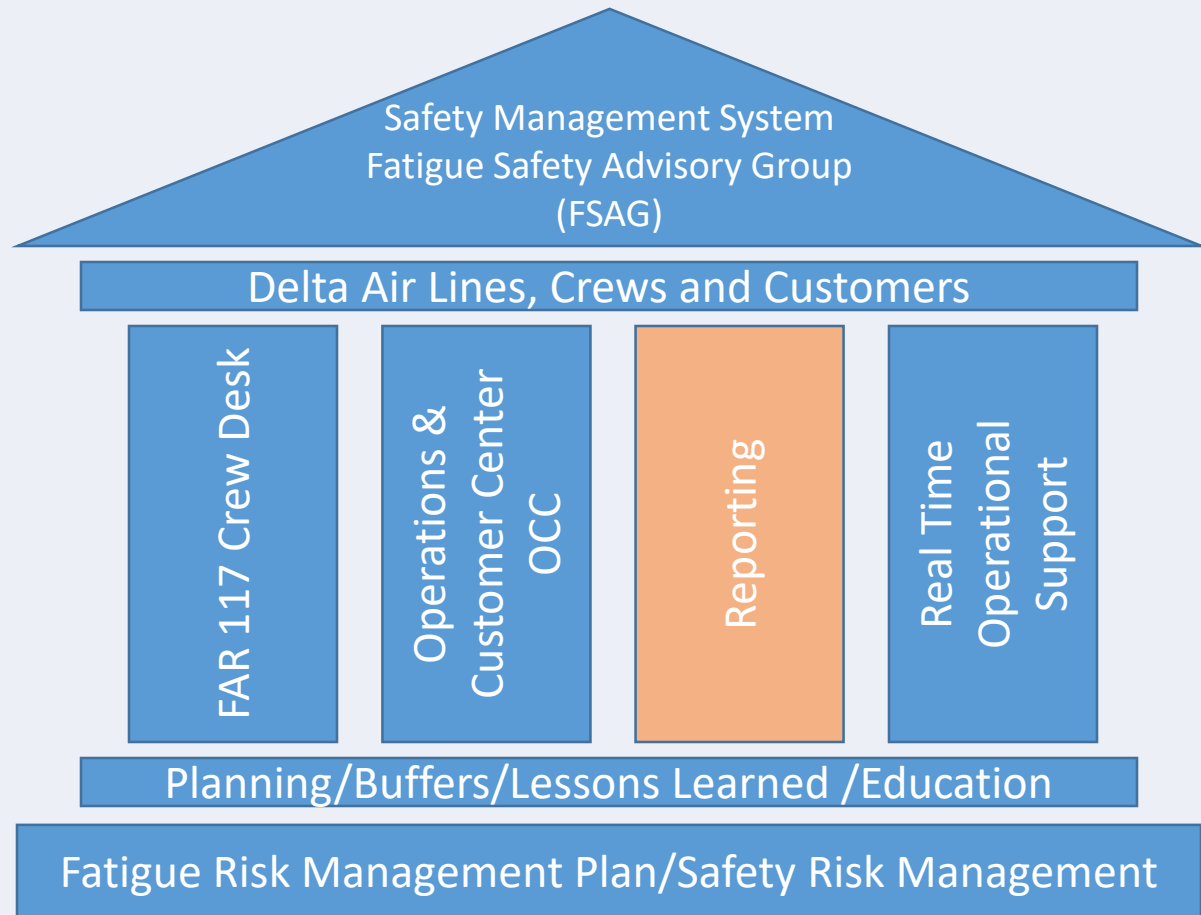 Safety Management System
Fatigue Safety Advisory Group
(FSAG)
Delta Air Lines, Crews and Customers
FAR 117 Crew Desk
Operations &
Customer Center
OCC
Reporting
Real Time
Operational
Support
Planning/Buffers/Lessons Learned /Education
Fatigue Risk Management Plan/Safety Risk Management